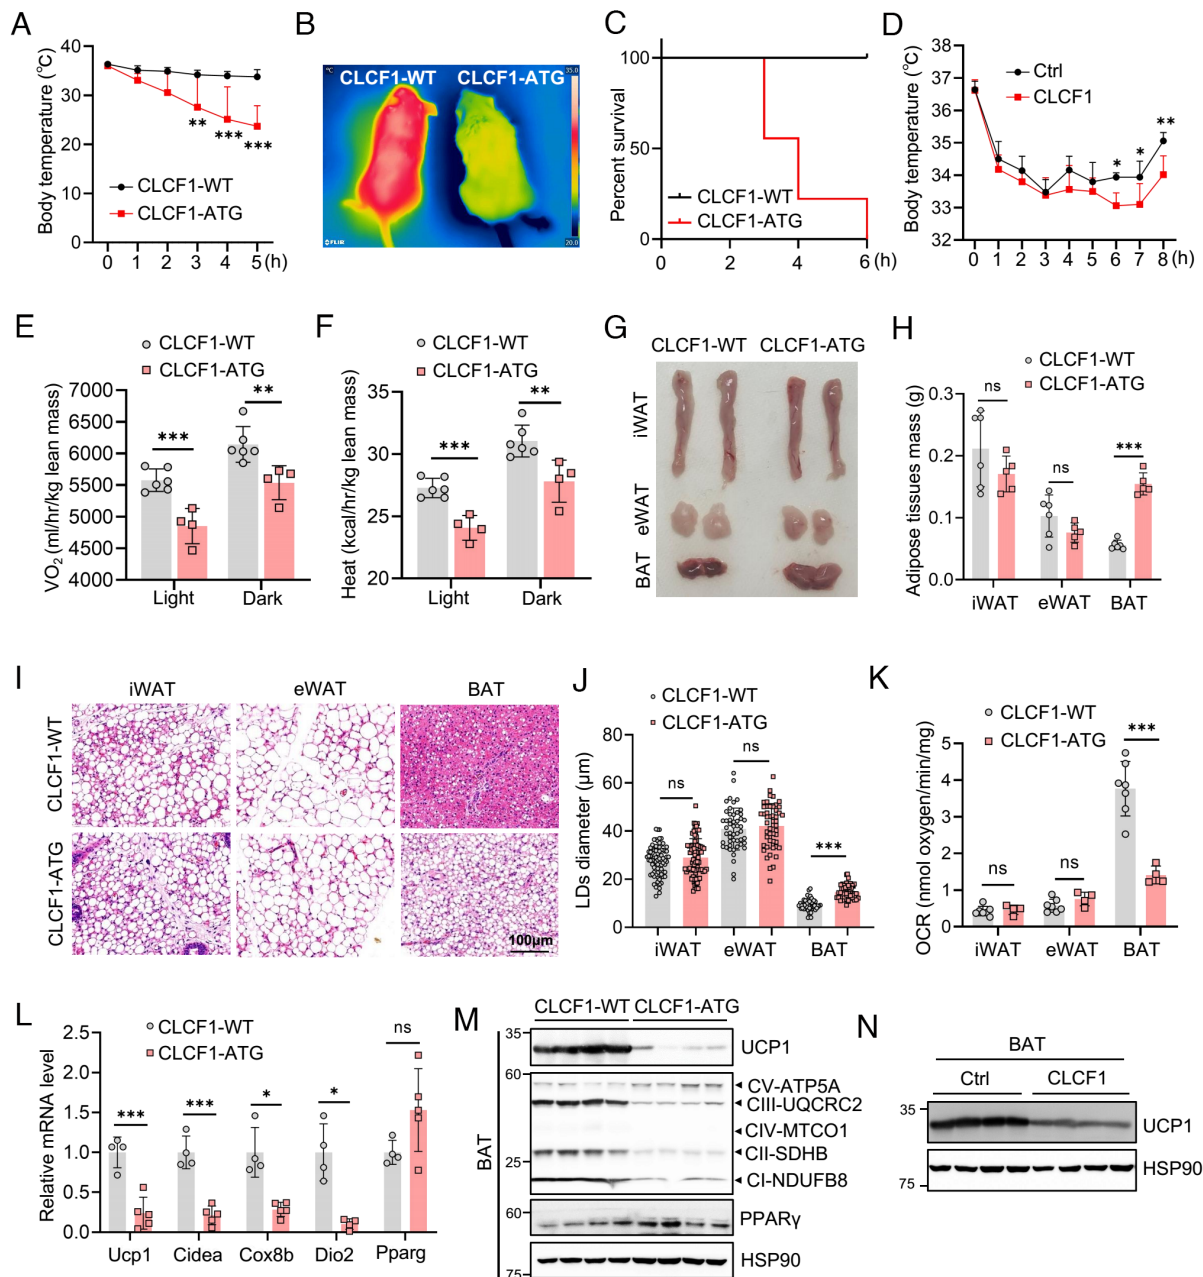 A
Body temperature (°C)
40
30
20
10
0
** *** ***
CLCF1-WT
CLCF1-ATG
0 1 2 3 4 5 (h)
B
°C
35.0
CLCF1-WT CLCF1-ATG
FLIR
20.0
C
Percent survival
100
50
0
CLCF1-WT
CLCF1-ATG
0 2 4 6 (h)
D
Body temperature (°C)
38
37
36
35
34
33
32
Ctrl
CLCF1
* * **
0 1 2 3 4 5 6 7 8 (h)
E
CLCF1-WT
CLCF1-ATG
VO₂ (ml/hr/kg lean mass)
7000
6500
6000
5500
5000
4500
4000
*** **
Light Dark
F
CLCF1-WT
CLCF1-ATG
Heat (kcal/hr/kg lean mass)
35
30
25
20
*** **
Light Dark
G
CLCF1-WT CLCF1-ATG
iWAT
eWAT
BAT
H
CLCF1-WT
CLCF1-ATG
Adipose tissues mass (g)
0.3
0.2
0.1
0.0
ns ns ***
iWAT eWAT BAT
I
iWAT eWAT BAT
CLCF1-WT
CLCF1-ATG
100μm
J
CLCF1-WT
CLCF1-ATG
LDs diameter (μm)
80
60
40
20
0
ns ns ***
iWAT eWAT BAT
K
CLCF1-WT
CLCF1-ATG
OCR (nmol oxygen/min/mg)
5
4
3
2
1
0
ns ns ***
iWAT eWAT BAT
L
CLCF1-WT
CLCF1-ATG
Relative mRNA level
2.5
2.0
1.5
1.0
0.5
0.0
*** *** * * ns
Ucp1 Cidea Cox8b Dio2 Pparg
M
CLCF1-WT CLCF1-ATG
BAT
35
UCP1
60
CV-ATP5A
CIII-UQCRC2
CIV-MTCO1
CII-SDHB
25
CI-NDUFB8
60
PPARγ
HSP90
75
N
BAT
Ctrl CLCF1
35
UCP1
HSP90
75